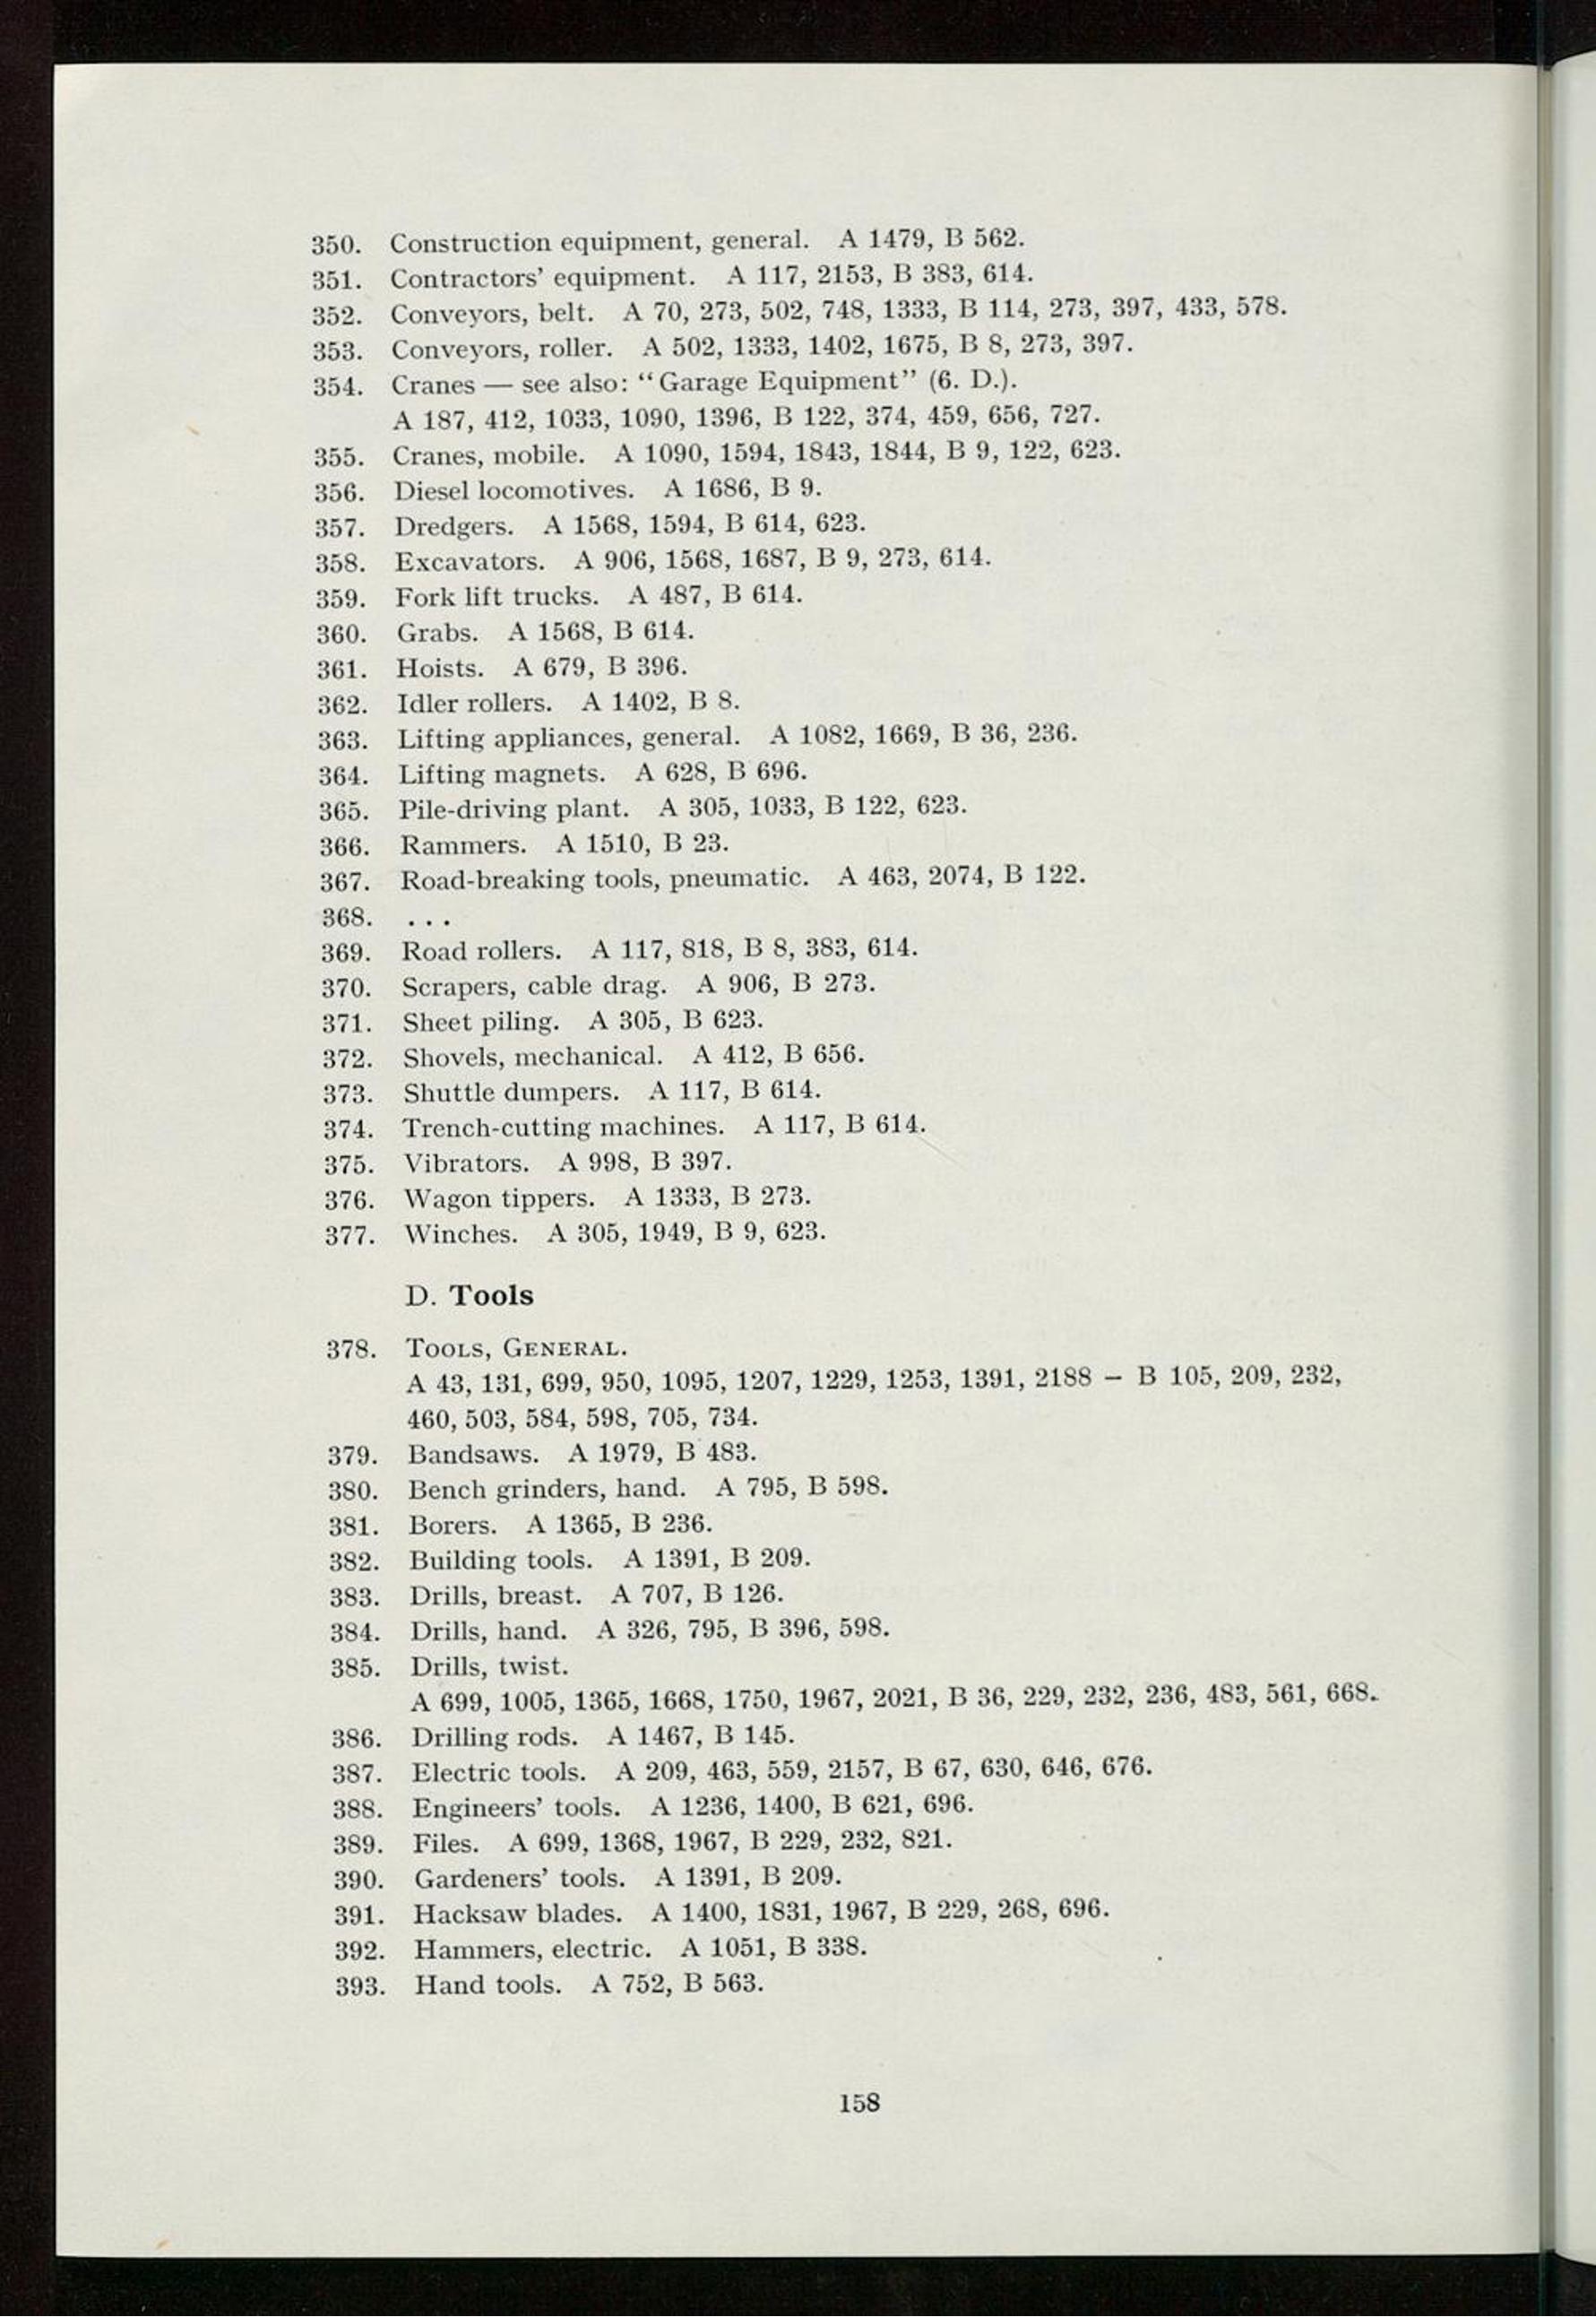 350. Construction equipment, general. A 1479, B 562.
351. Contractors’ equipment. A 117, 2153, B 383, 614.
352. Conveyors, belt. A 70, 273, 502, 748, 1333, B 114, 273, 397, 433, 578.
353. Conveyors, roller. A 502, 1333, 1402, 1675, B 8, 273, 397.
354. Cranes — see also: “Garage Equipment” (6. D.).
A 187, 412, 1033, 1090, 1396, B 122, 374, 459, 656, 727.
355. Cranes, mobile. A 1090, 1594, 1843, 1844, B 9, 122, 623.
356. Diesel locomotives. A 1686, B 9.
357. Dredgers. A 1568, 1594, B 614, 623.
358. Excavators. A 906, 1568, 1687, B 9, 273, 614.
359. Fork lift trucks. A 487, B 614.
360. Grabs. A 1568, B 614.
361. Hoists. A 679, B 396.
362. Idler rollers. A 1402, B 8.
363. Lifting appliances, general. A 1082, 1669, B 36, 236.
364. Lifting magnets. A 628, B 696.
365. Pile-driving plant. A 305, 1033, B 122, 623.
366. Rammers. A 1510, B 23.
367. Road-breaking tools, pneumatic. A 463, 2074, B 122.
368. ...
369. Road rollers. A 117, 818, B 8, 383, 614.
370. Scrapers, cable drag. A 906, B 273.
371. Sheet piling. A 305, B 623.
372. Shovels, mechanical. A 412, B 656.
373. Shuttle dumpers. A 117, B 614.
374. Trench-cutting machines. A 117, B 614.
375. Vibrators. A 998, B 397.
376. Wagon tippers. A 1333, B 273.
377. Winches. A 305, 1949, B 9, 623.
D. Tools
378. TOOLS, GENERAL.
A 43, 131, 699, 950, 1095, 1207, 1229, 1253, 1391, 2188 – B 105, 209, 232,
460, 503, 584, 598, 705, 734.
379. Bandsaws. A 1979, B 483.
380. Bench grinders, hand. A 795, B 598.
381. Borers. A 1365, B 236.
382. Building tools. A 1391, B 209.
383. Drills, breast. A 707, B 126.
384. Drills, hand. A 326, 795, B 396, 598.
385. Drills, twist.
A 699, 1005, 1365, 1668, 1750, 1967, 2021, B 36, 229, 232, 236, 483, 561, 668.
386. Drilling rods. A 1467, B 145.
387. Electric tools. A 209, 463, 559, 2157, B 67, 630, 646, 676.
388. Engineers’ tools. A 1236, 1400, B 621, 696.
389. Files. A 699, 1368, 1967, B 229, 232, 821.
390. Gardeners’ tools. A 1391, B 209.
391. Hacksaw blades. A 1400, 1831, 1967, B 229, 268, 696.
392. Hammers, electric. A 1051, B 338.
393. Hand tools. A 752, B 563.
158